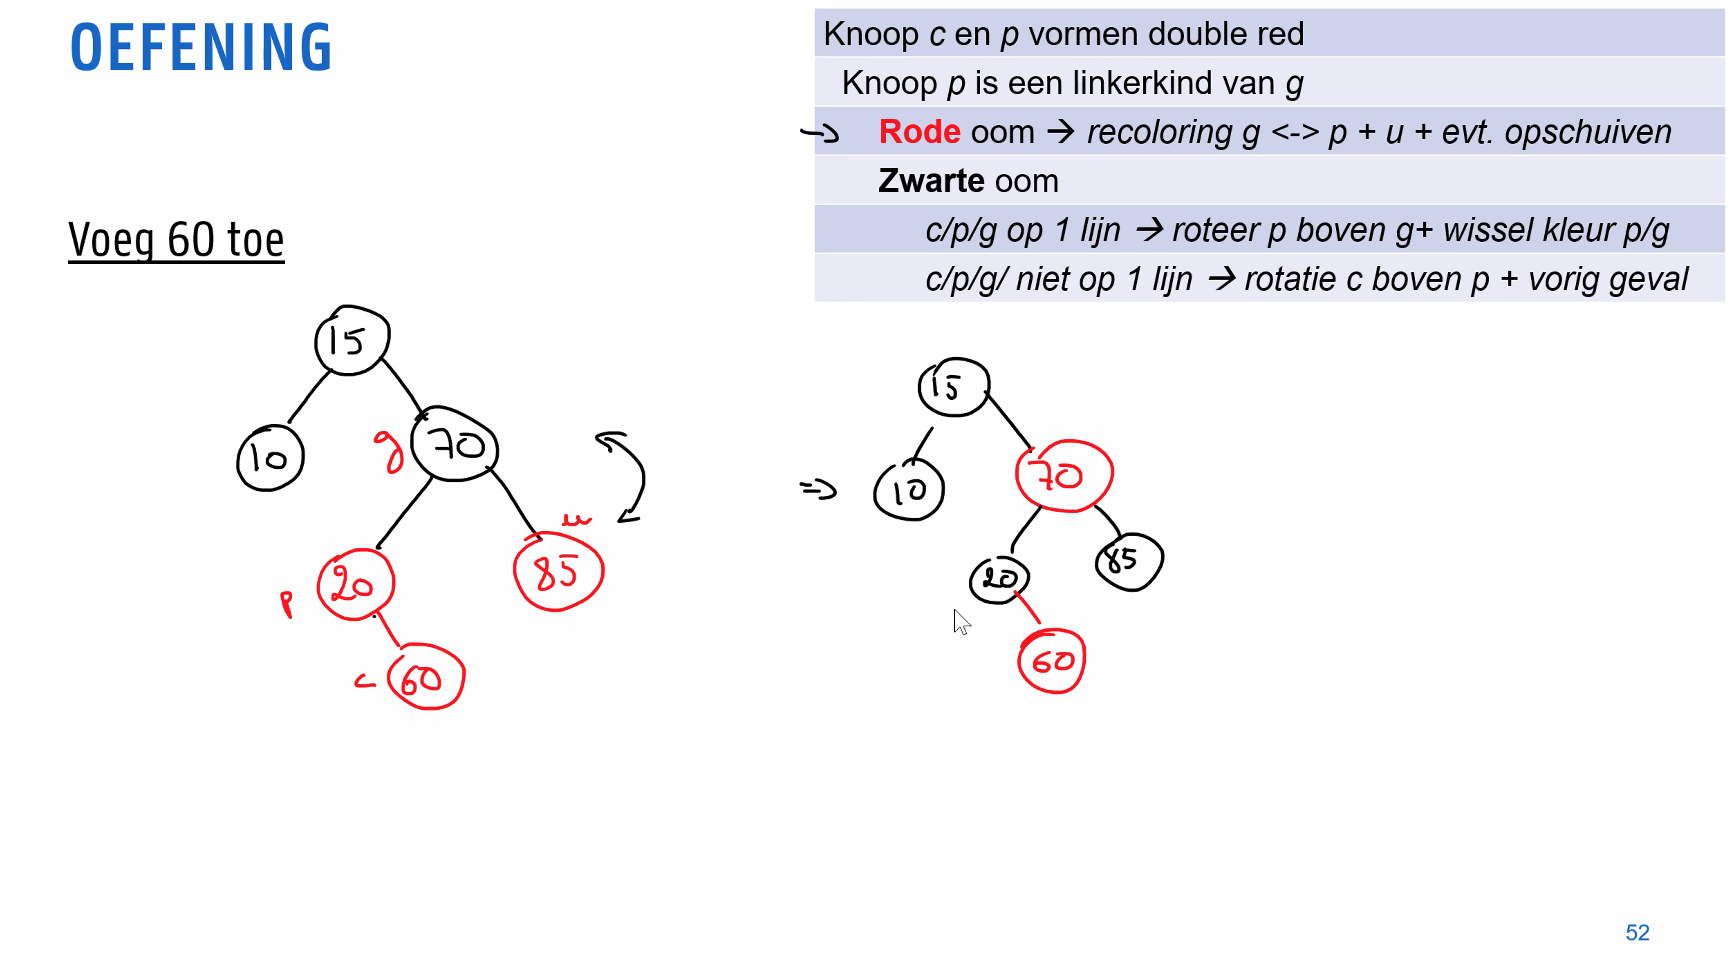 OEFENING
Knoop c en p vormen double red
Knoop p is een linkerkind van g
Rode oom → recoloring g <-> p + u + evt. opschuiven
Zwarte oom
c/p/g op 1 lijn → roteer p boven g+ wissel kleur p/g
c/p/g/ niet op 1 lijn → rotatie c boven p + vorig geval
Voeg 60 toe
15
10
g 70
u
p 20
85
c 60
⇒
15
10
70
20
85
60
52